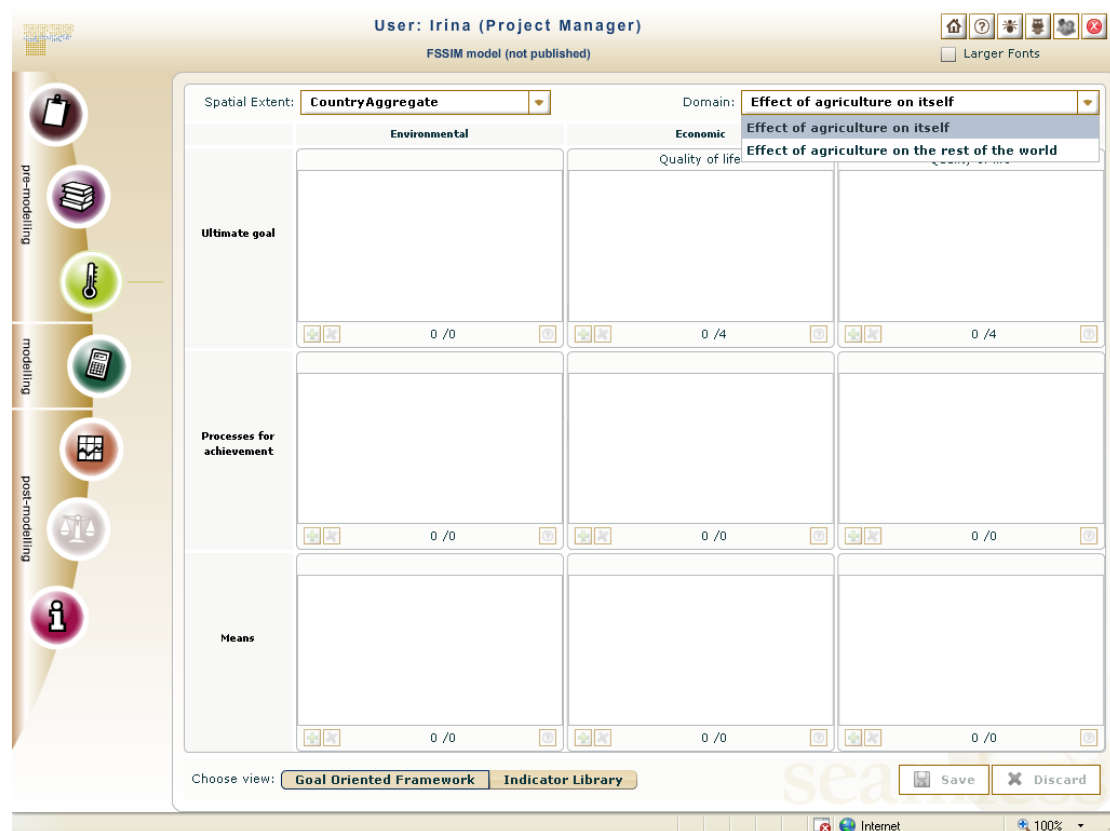 User: Irina (Project Manager)
FSSIM model (not published)
Larger Fonts
pre-modelling
modelling
post-modelling
Spatial Extent: CountryAggregate
Domain: Effect of agriculture on itself
Effect of agriculture on itself
Effect of agriculture on the rest of the world
Environmental
Economic
Quality of life
Ultimate goal
0 /0
0 /4
0 /4
Processes for
achievement
0 /0
0 /0
0 /0
Means
0 /0
0 /0
0 /0
Choose view: Goal Oriented Framework Indicator Library
seamless
Save
Discard
Internet
100%